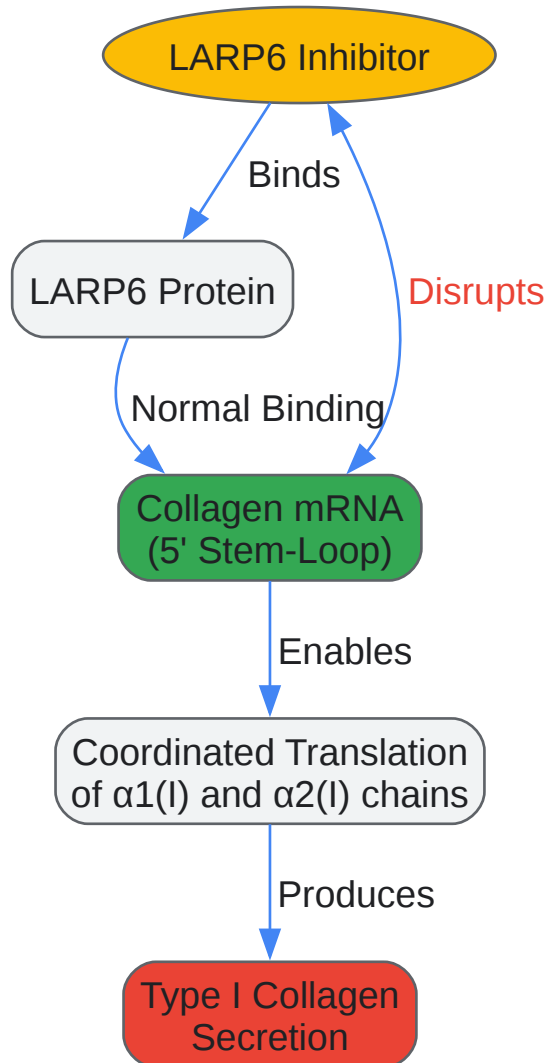 LARP6 Inhibitor
Binds
LARP6 Protein
Disrupts
Normal Binding
Collagen mRNA
(5' Stem-Loop)
Enables
Coordinated Translation
of α1(I) and α2(I) chains
Produces
Type I Collagen
Secretion